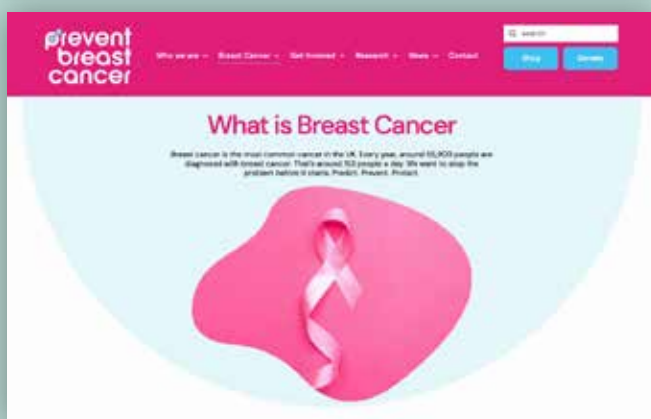 prevent
breast
cancer
Who we are
Breast Cancer
Get Involved
Research
News
Contact
search
Shop
Donate
What is Breast Cancer
Breast cancer is the most common cancer in the UK. Every year, around 55,900 people are
diagnosed with breast cancer. That's around 153 people a day. We want to stop the
problem before it starts. Predict. Prevent. Protect.